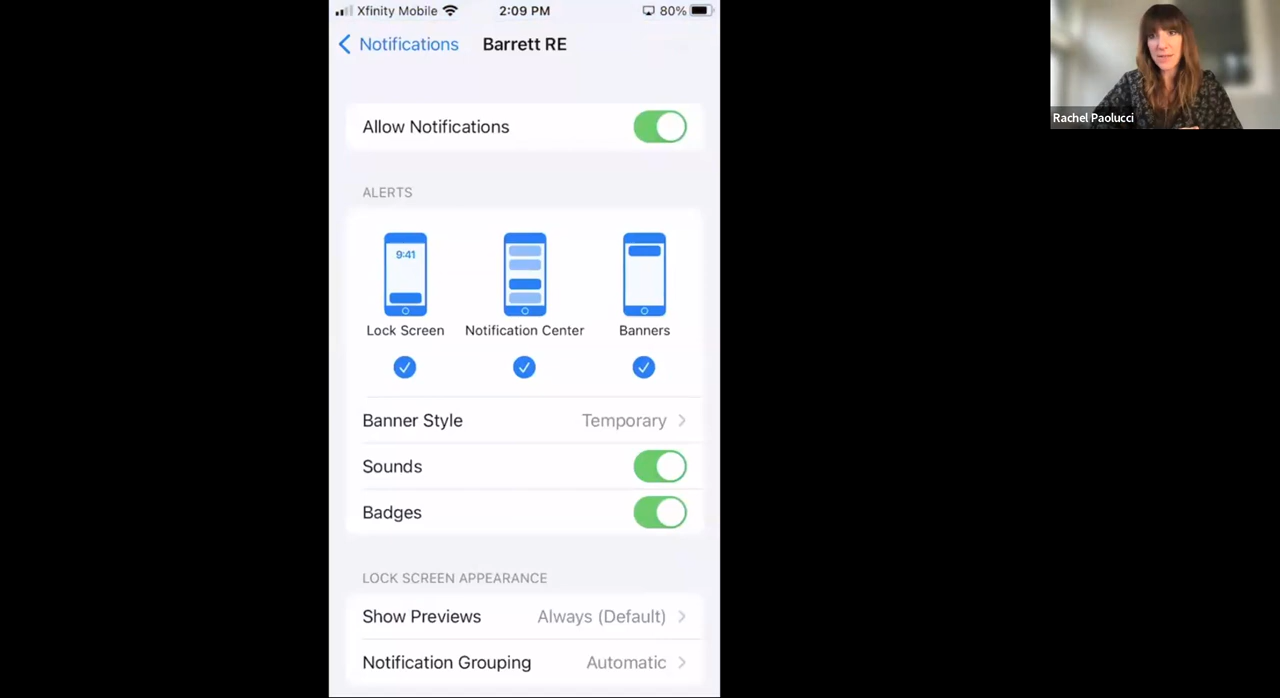 Xfinity Mobile 2:09 PM 80%
Notifications Barrett RE
Allow Notifications
ALERTS
9:41
Lock Screen Notification Center Banners
Banner Style Temporary
Sounds
Badges
LOCK SCREEN APPEARANCE
Show Previews Always (Default)
Notification Grouping Automatic
Rachel Paolucci